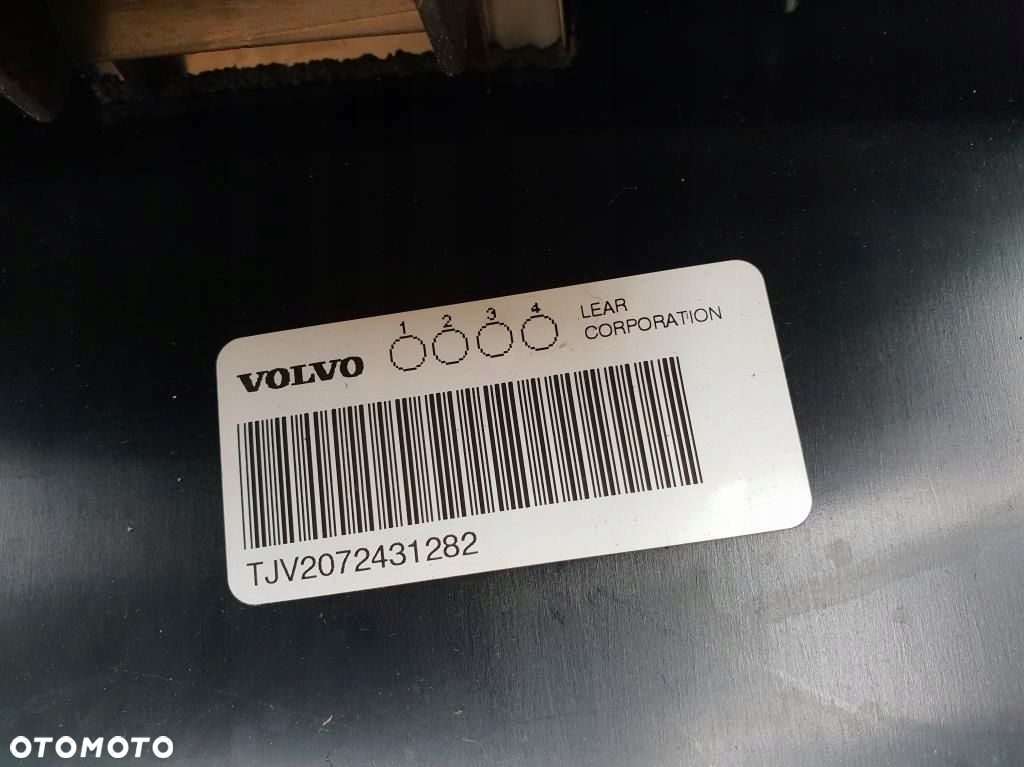 1 2 3 4
LEAR
CORPORATION
VOLVO
TJV2072431282
OTOMOTO